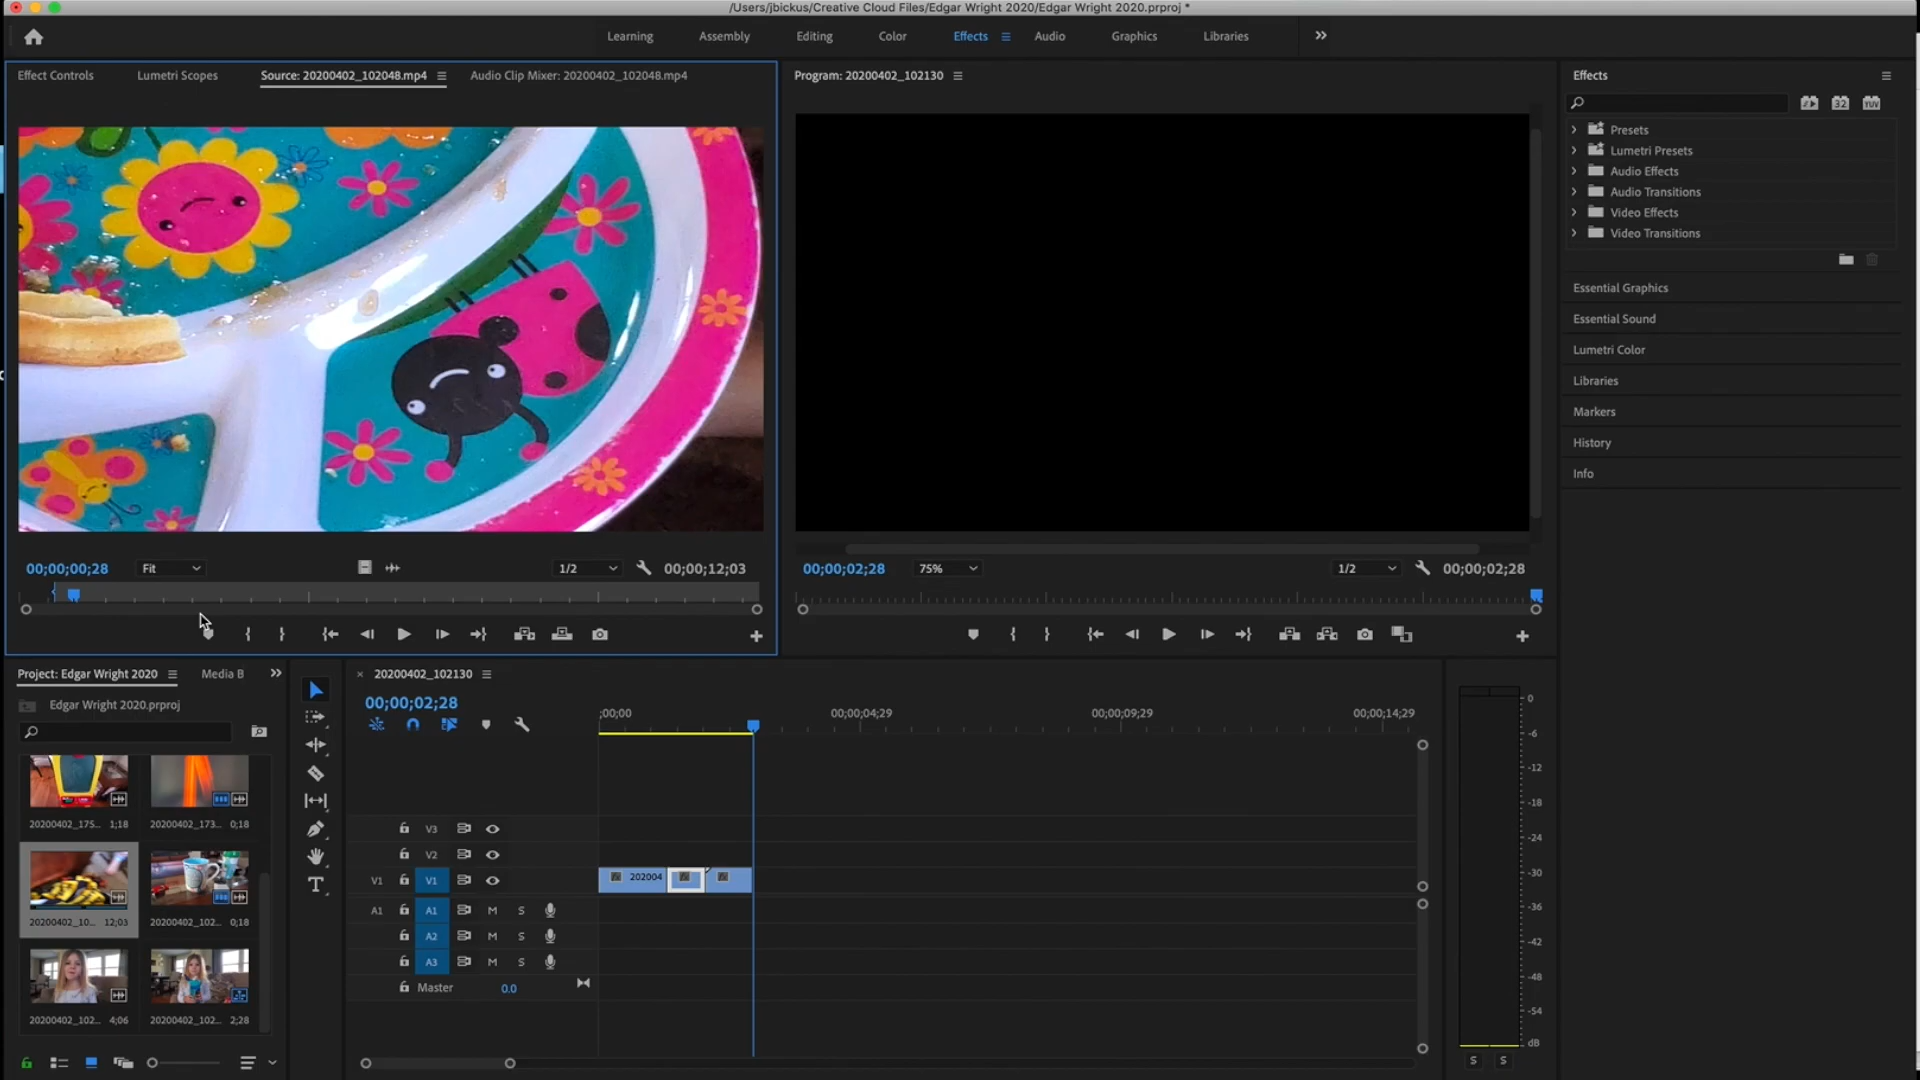 /Users/jbickus/Creative Cloud Files/Edgar Wright 2020/Edgar Wright 2020.prproj *
Learning Assembly Editing Color Effects Audio Graphics Libraries
Effect Controls Lumetri Scopes Source: 20200402_102048.mp4 Audio Clip Mixer: 20200402_102048.mp4
Program: 20200402_102130
Effects
32 YUV
Presets
Lumetri Presets
Audio Effects
Audio Transitions
Video Effects
Video Transitions
Essential Graphics
Essential Sound
Lumetri Color
Libraries
Markers
History
Info
00;00;00;28 Fit 1/2 00;00;12;03
00;00;02;28 75% 1/2 00;00;02;28
Project: Edgar Wright 2020 Media B
Edgar Wright 2020.prproj
20200402_175... 1;18 20200402_173... 0;18
20200402_10... 12;03 20200402_102... 0;18
20200402_102... 4;06 20200402_102... 2;28
T
× 20200402_102130
00;00;02;28
;00;00 00;00;04;29 00;00;09;29 00;00;14;29
V3
V2
V1 V1 202004
A1 A1 M S
A2 M S
A3 M S
Master 0.0
0
-6
-12
-18
-24
-30
-36
-42
-48
-54
dB
S S